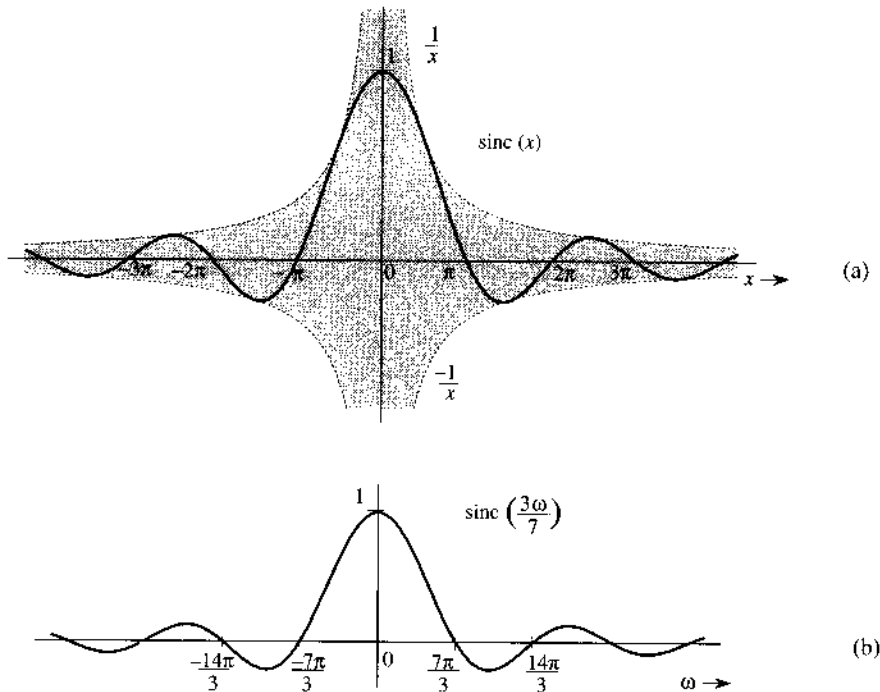 1/x
1
sinc (x)
-3π -2π -π 0 π 2π 3π
x →
(a)
-1/x
1
sinc (3ω/7)
-14π/3 -7π/3 0 7π/3 14π/3
ω →
(b)